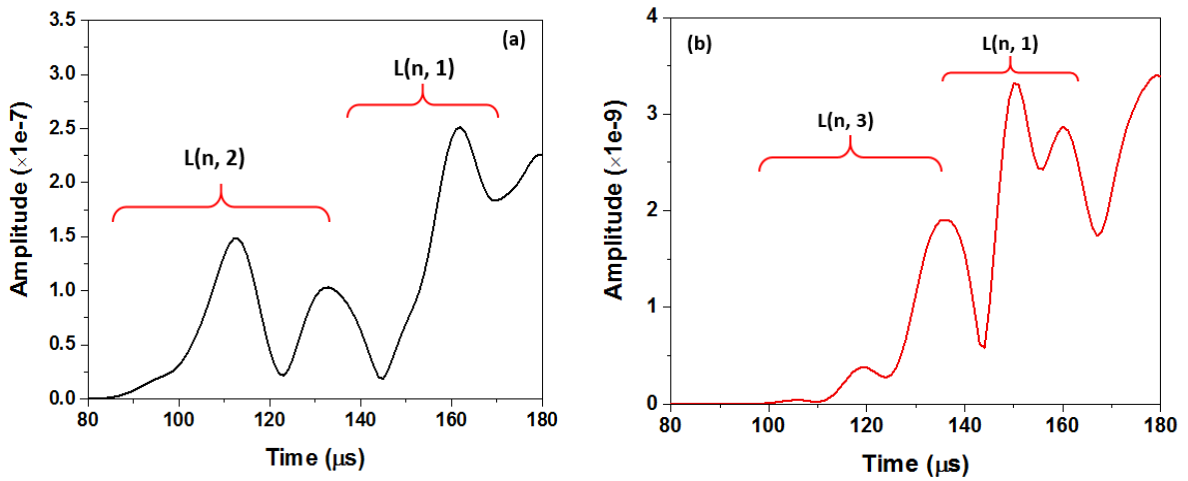 (a)
L(n, 1)
L(n, 2)
Amplitude (×1e-7)
3.5
3.0
2.5
2.0
1.5
1.0
0.5
0.0
80 100 120 140 160 180
Time (μs)
(b)
L(n, 1)
L(n, 3)
Amplitude (×1e-9)
4
3
2
1
0
80 100 120 140 160 180
Time (μs)